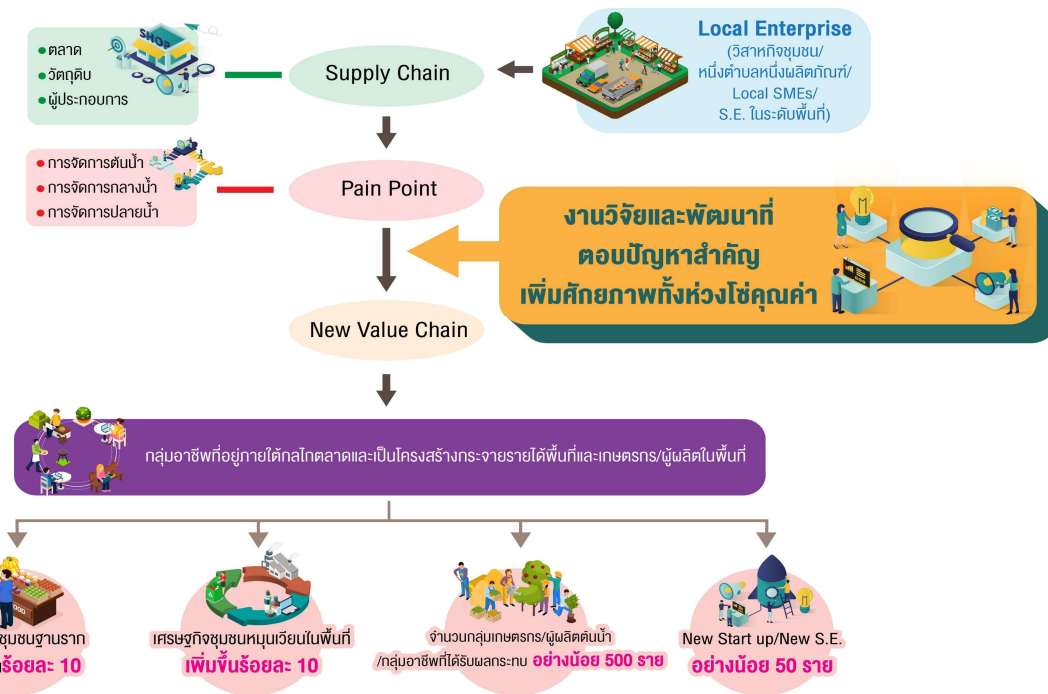 SHOP
• ตลาด
• วัตถุดิบ
• ผู้ประกอบการ
Supply Chain
Local Enterprise
(วิสาหกิจชุมชน/
หนึ่งตำบลหนึ่งผลิตภัณฑ์/
Local SMEs/
S.E. ในระดับพื้นที่)
• การจัดการต้นน้ำ
• การจัดการกลางน้ำ
• การจัดการปลายน้ำ
Pain Point
งานวิจัยและพัฒนาที่
ตอบปัญหาสำคัญ
เพิ่มศักยภาพทั้งห่วงโซ่คุณค่า
New Value Chain
กลุ่มอาชีพที่อยู่ภายใต้กลไกตลาดและเป็นโครงสร้างกระจายรายได้พื้นที่และเกษตรกร/ผู้ผลิตในพื้นที่
ชุมชนฐานราก
ร้อยละ 10
เศรษฐกิจชุมชนหมุนเวียนในพื้นที่
เพิ่มขึ้นร้อยละ 10
จำนวนกลุ่มเกษตรกร/ผู้ผลิตต้นน้ำ
/กลุ่มอาชีพที่ได้รับผลกระทบ อย่างน้อย 500 ราย
New Start up/New S.E.
อย่างน้อย 50 ราย